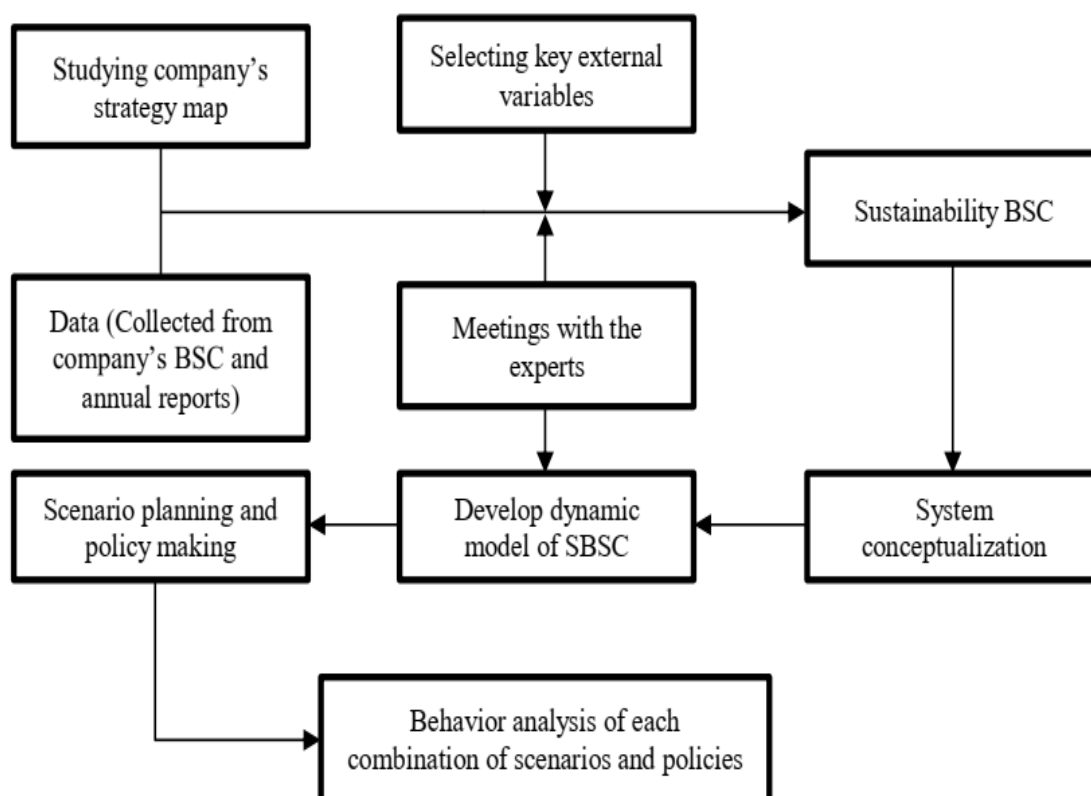 Studying company's
strategy map
Selecting key external
variables
Sustainability BSC
Data (Collected from
company's BSC and
annual reports)
Meetings with the
experts
Scenario planning and
policy making
Develop dynamic
model of SBSC
System
conceptualization
Behavior analysis of each
combination of scenarios and policies